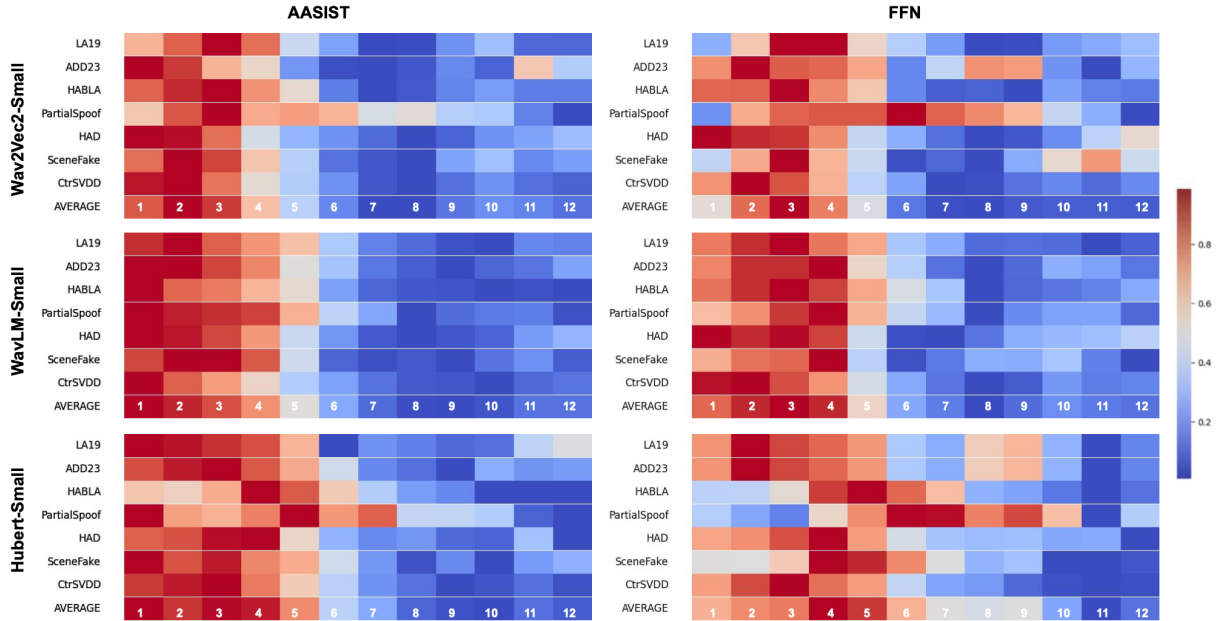 AASIST FFN
Wav2Vec2-Small
LA19 LA19
ADD23 ADD23
HABLA HABLA
PartialSpoof PartialSpoof
HAD HAD
SceneFake SceneFake
CtrSVDD CtrSVDD
AVERAGE 1 2 3 4 5 6 7 8 9 10 11 12 AVERAGE 1 2 3 4 5 6 7 8 9 10 11 12
WavLM-Small
LA19 LA19
ADD23 ADD23
HABLA HABLA
PartialSpoof PartialSpoof
HAD HAD
SceneFake SceneFake
CtrSVDD CtrSVDD
AVERAGE 1 2 3 4 5 6 7 8 9 10 11 12 AVERAGE 1 2 3 4 5 6 7 8 9 10 11 12
Hubert-Small
LA19 LA19
ADD23 ADD23
HABLA HABLA
PartialSpoof PartialSpoof
HAD HAD
SceneFake SceneFake
CtrSVDD CtrSVDD
AVERAGE 1 2 3 4 5 6 7 8 9 10 11 12 AVERAGE 1 2 3 4 5 6 7 8 9 10 11 12
0.8
0.6
0.4
0.2